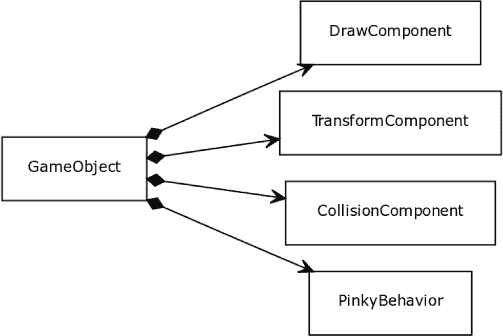 DrawComponent
TransformComponent
GameObject
CollisionComponent
PinkyBehavior